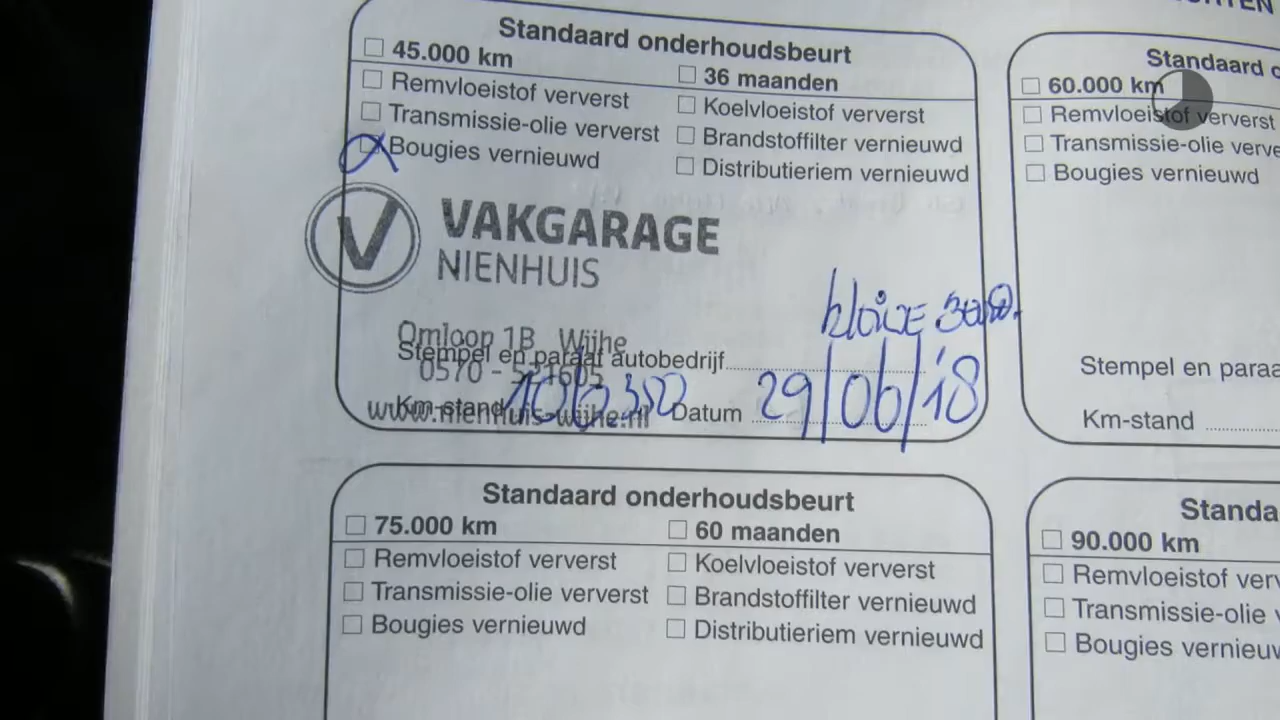 Standaard onderhoudsbeurt
45.000 km
36 maanden
Remvloeistof ververst
Koelvloeistof ververst
Transmissie-olie ververst
Brandstoffilter vernieuwd
Bougies vernieuwd
Distributieriem vernieuwd
VAKGARAGE
NIENHUIS
Omloop 1B Wijhe
Stempel en paraaf autobedrijf
0570 - 521605
Km-stand
www.nienhuis-wijhe.nl
Datum 29/06/'18
Standaard
60.000 km
Remvloeistof ververst
Transmissie-olie verve
Bougies vernieuwd
Stempel en paraa
Km-stand
Standaard onderhoudsbeurt
75.000 km
60 maanden
Remvloeistof ververst
Koelvloeistof ververst
Transmissie-olie ververst
Brandstoffilter vernieuwd
Bougies vernieuwd
Distributieriem vernieuwd
Standa
90.000 km
Remvloeistof ver
Transmissie-olie
Bougies vernieu